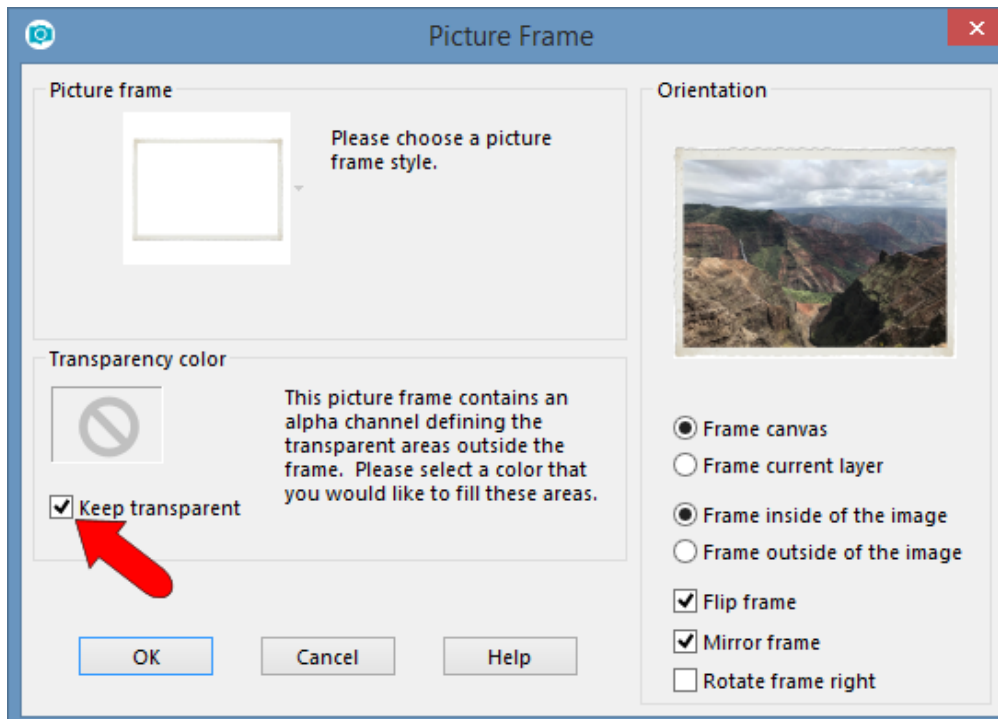 Picture Frame
Picture frame
Please choose a picture
frame style.
Transparency color
This picture frame contains an
alpha channel defining the
transparent areas outside the
frame. Please select a color that
you would like to fill these areas.
Keep transparent
OK
Cancel
Help
Orientation
Frame canvas
Frame current layer
Frame inside of the image
Frame outside of the image
Flip frame
Mirror frame
Rotate frame right